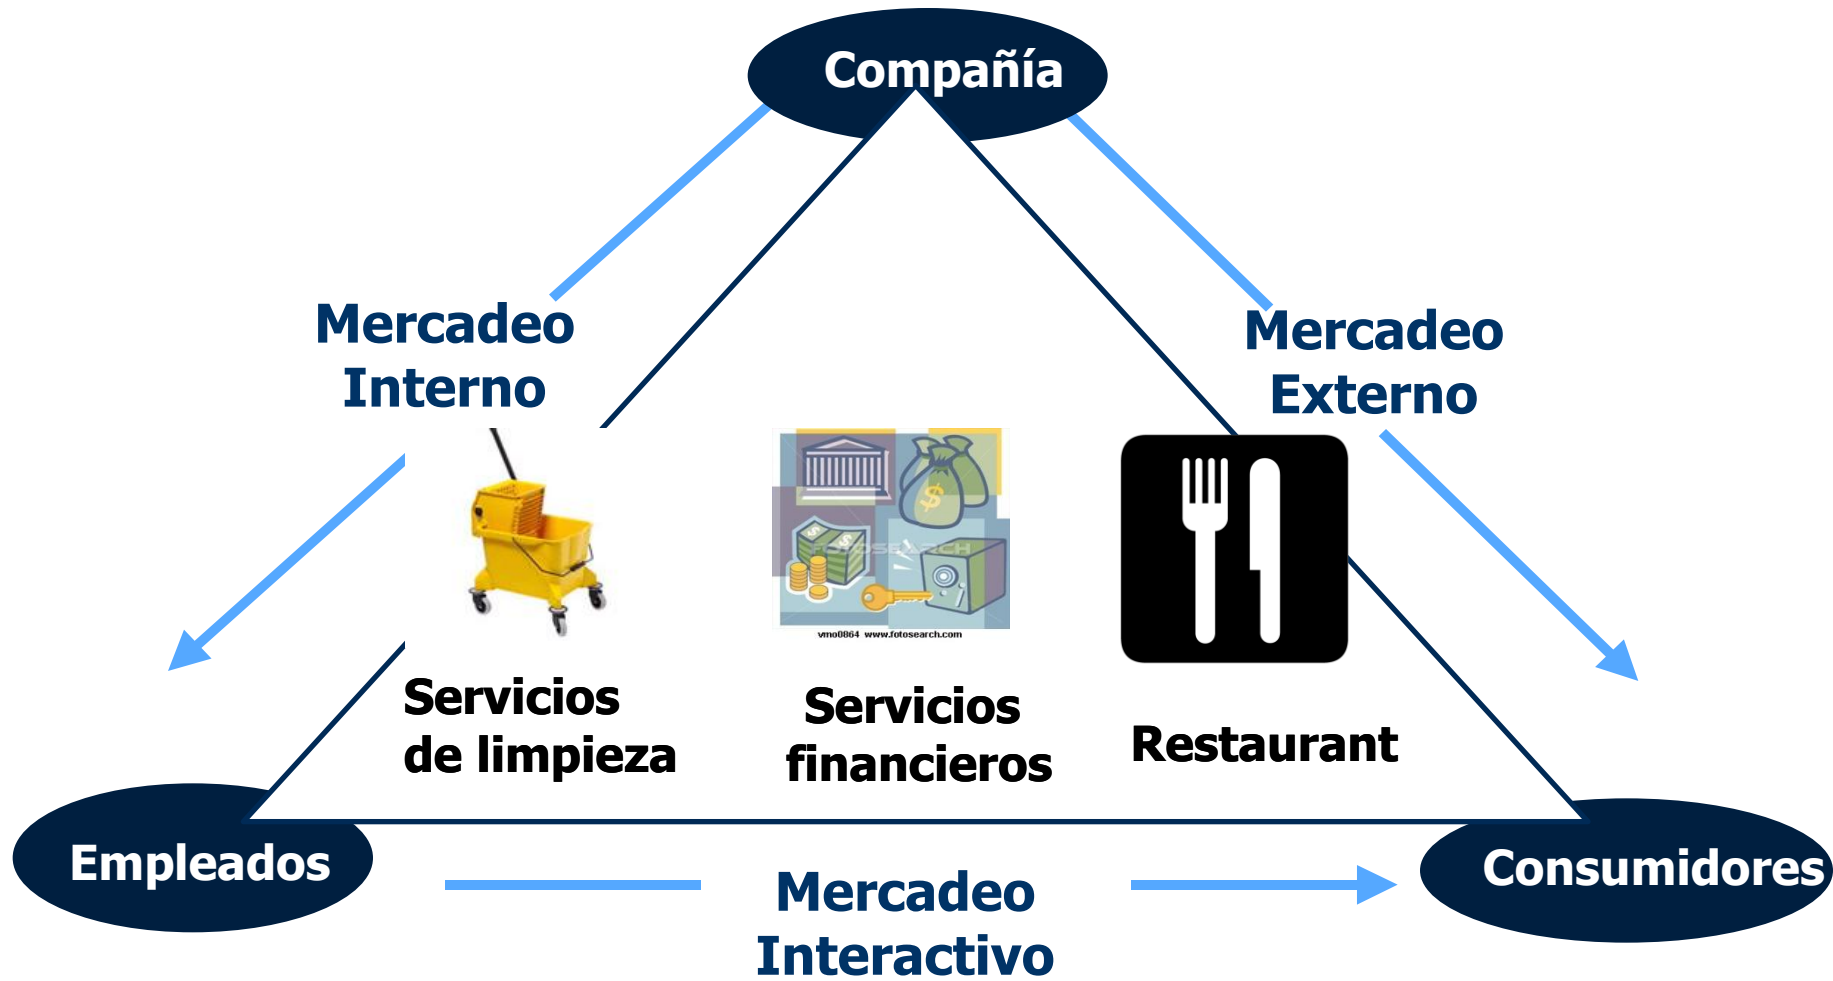 Compañía
Mercadeo
Interno
Mercadeo
Externo
FOTOSEARCH
vmo0864 www.fotosearch.com
Servicios
de limpieza
Servicios
financieros
Restaurant
Empleados
Consumidores
Mercadeo
Interactivo